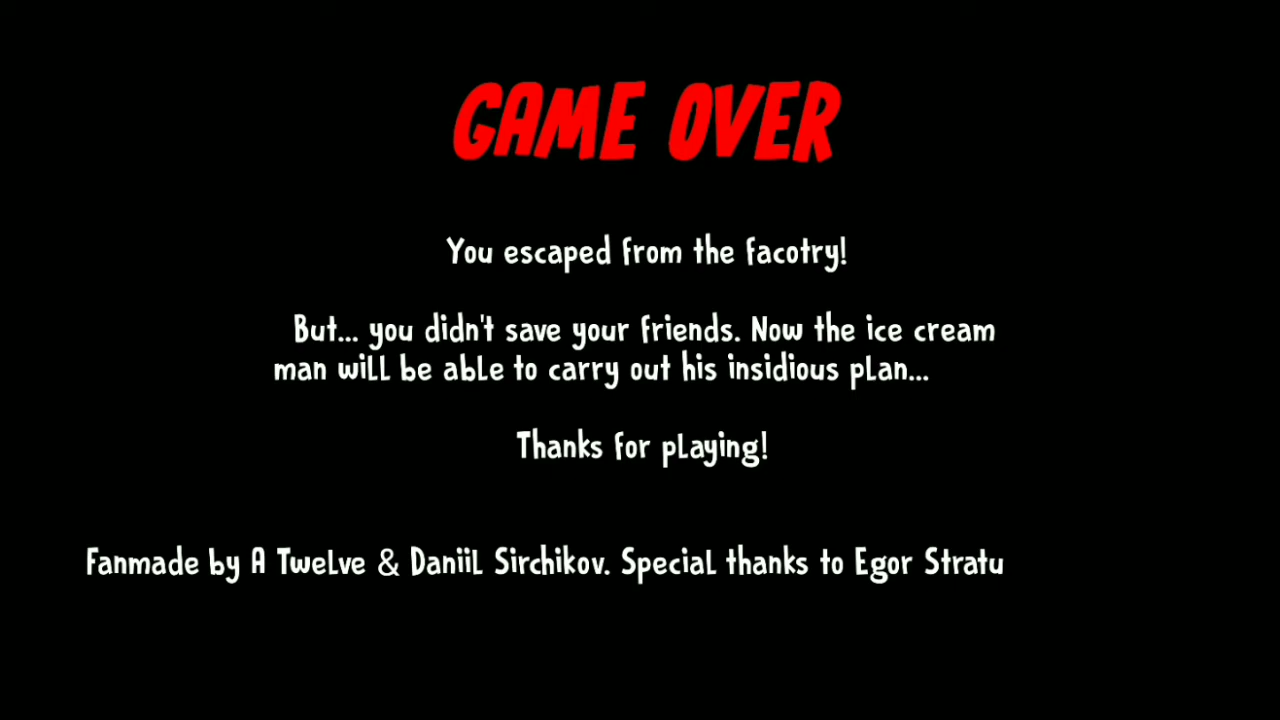 GAME OVER
You escaped from the facotry!
But... you didn't save your friends. Now the ice cream
man will be able to carry out his insidious plan...
Thanks for playing!
Fanmade by A Twelve & Daniil Sirchikov. Special thanks to Egor Stratu